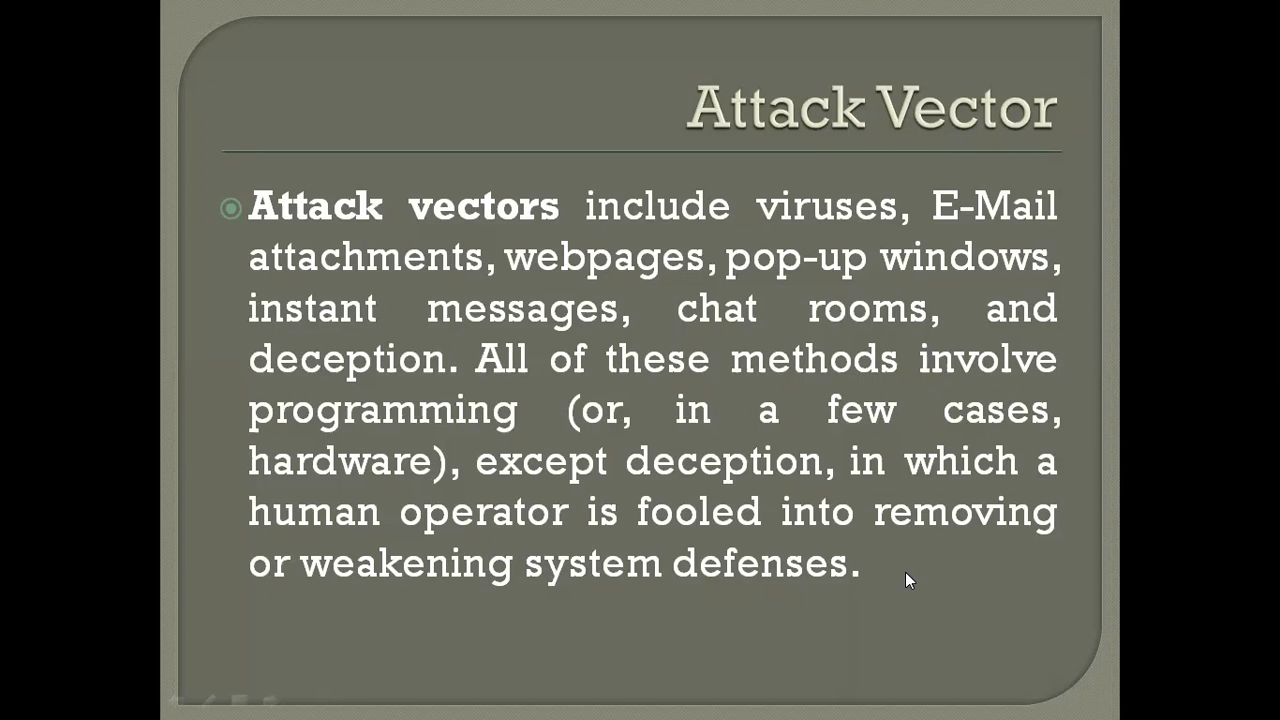 Attack Vector
Attack vectors include viruses, E-Mail
attachments, webpages, pop-up windows,
instant messages, chat rooms, and
deception. All of these methods involve
programming (or, in a few cases,
hardware), except deception, in which a
human operator is fooled into removing
or weakening system defenses.